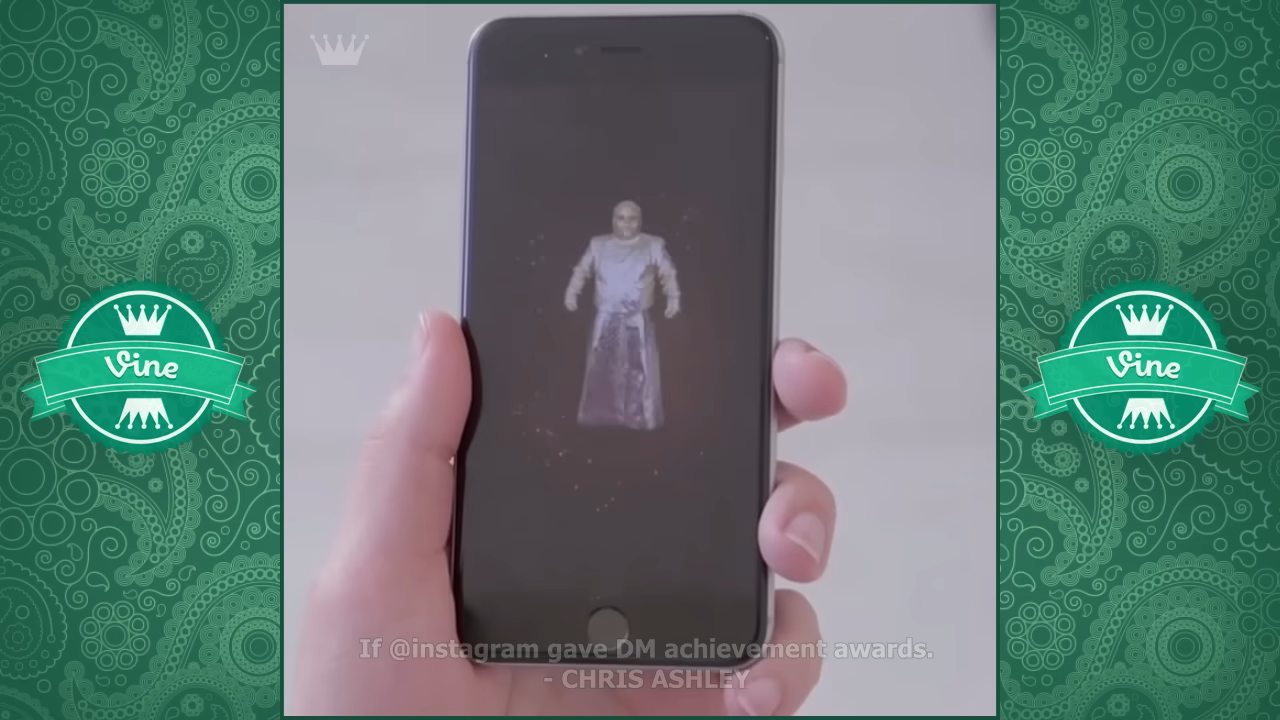 Vine
Vine
If @instagram gave DM achievement awards.
- CHRIS ASHLEY